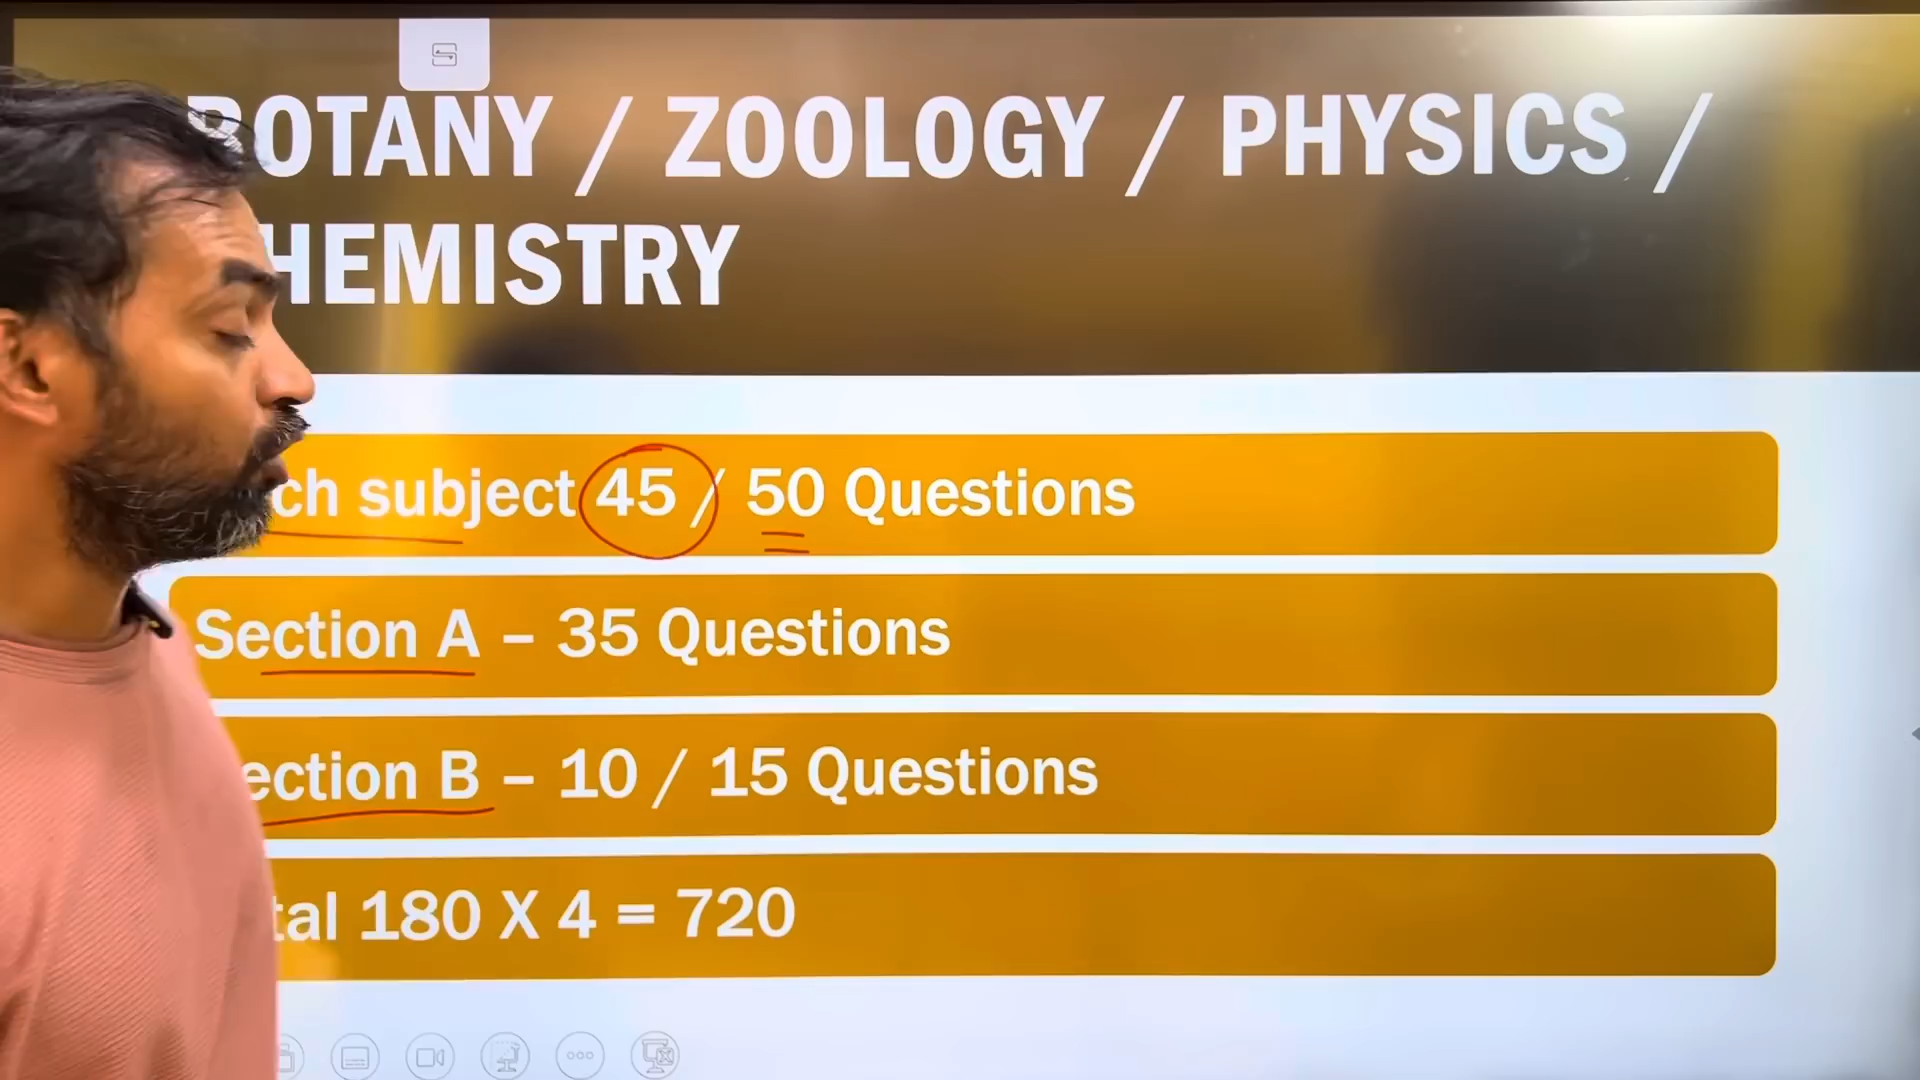 BOTANY / ZOOLOGY / PHYSICS /
HEMISTRY
ch subject 45 / 50 Questions
Section A – 35 Questions
ection B – 10 / 15 Questions
tal 180 X 4 = 720